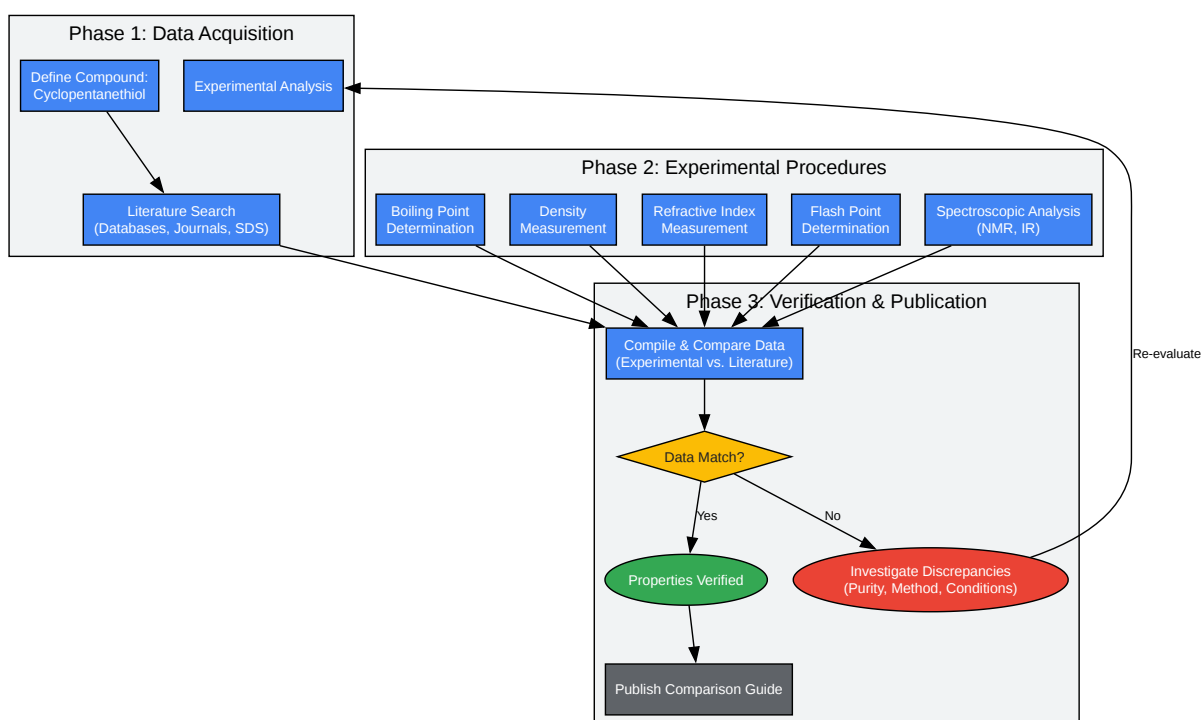 Phase 1: Data Acquisition
Define Compound:
Cyclopentanethiol
Experimental Analysis
Literature Search
(Databases, Journals, SDS)
Phase 2: Experimental Procedures
Boiling Point
Determination
Density
Measurement
Refractive Index
Measurement
Flash Point
Determination
Spectroscopic Analysis
(NMR, IR)
Phase 3: Verification & Publication
Compile & Compare Data
(Experimental vs. Literature)
Re-evaluate
Data Match?
Yes
No
Properties Verified
Investigate Discrepancies
(Purity, Method, Conditions)
Publish Comparison Guide